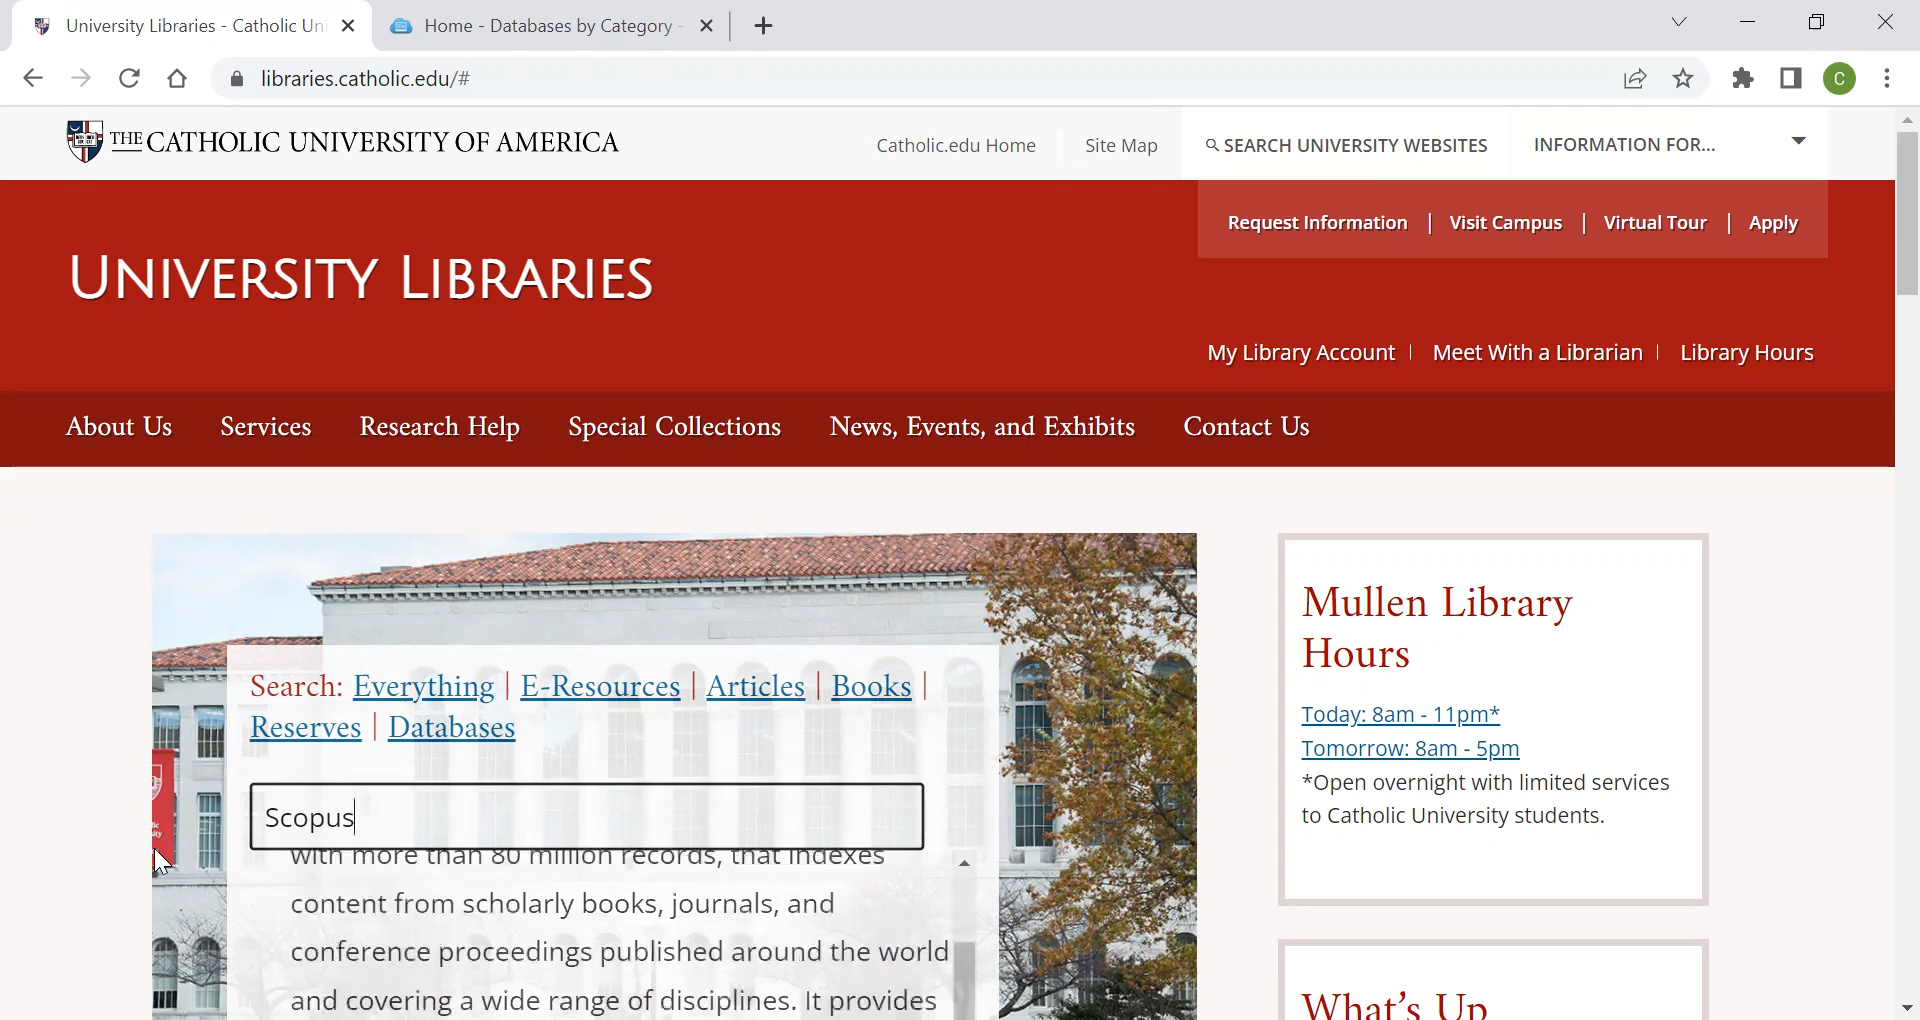 University Libraries - Catholic Uni
Home - Databases by Category -
libraries.catholic.edu/#
C
THE CATHOLIC UNIVERSITY OF AMERICA
Catholic.edu Home
Site Map
SEARCH UNIVERSITY WEBSITES
INFORMATION FOR...
Request Information | Visit Campus | Virtual Tour | Apply
UNIVERSITY LIBRARIES
My Library Account | Meet With a Librarian | Library Hours
About Us Services Research Help Special Collections News, Events, and Exhibits Contact Us
Search: Everything | E-Resources | Articles | Books |
Reserves | Databases
Scopus
with more than 80 million records, that indexes
content from scholarly books, journals, and
conference proceedings published around the world
and covering a wide range of disciplines. It provides
Mullen Library
Hours
Today: 8am - 11pm*
Tomorrow: 8am - 5pm
*Open overnight with limited services
to Catholic University students.
What's Up